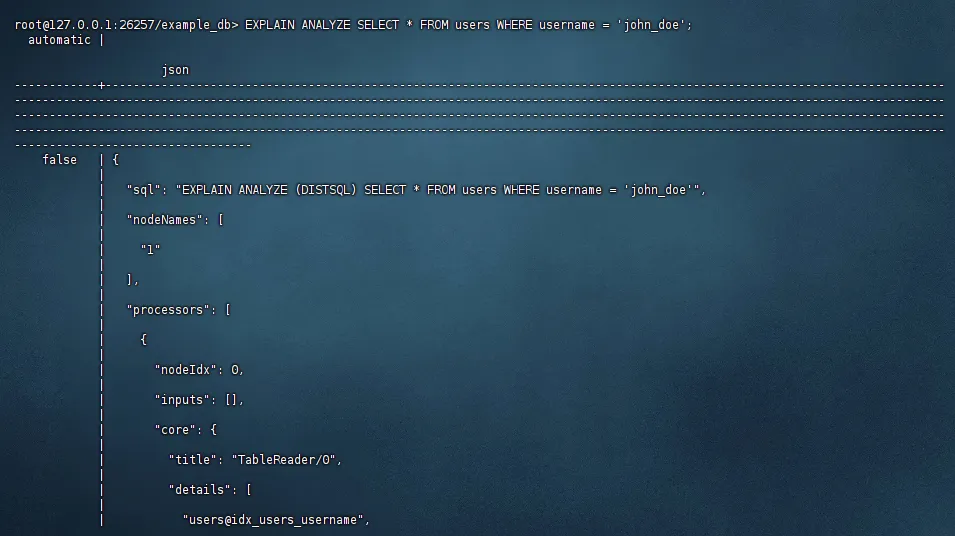 root@127.0.0.1:26257/example_db> EXPLAIN ANALYZE SELECT * FROM users WHERE username = 'john_doe';
  automatic |
                     json
------------+------------------------------------------------------------------------------------------------------------------------
-------------------------------------------------------------------------------------------------------------------------------------
-------------------------------------------------------------------------------------------------------------------------------------
-------------------------------------------------------------------------------------------------------------------------------------
----------------------------------
    false   | {
            |
            |   "sql": "EXPLAIN ANALYZE (DISTSQL) SELECT * FROM users WHERE username = 'john_doe'",
            |
            |   "nodeNames": [
            |
            |     "1"
            |
            |   ],
            |
            |   "processors": [
            |
            |     {
            |
            |       "nodeIdx": 0,
            |
            |       "inputs": [],
            |
            |       "core": {
            |
            |         "title": "TableReader/0",
            |
            |         "details": [
            |
            |           "users@idx_users_username",